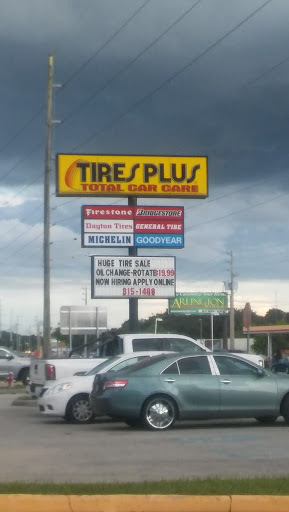 TIRES PLUS
TOTAL CAR CARE
Firestone BRIDGESTONE
Dayton Tires GENERAL TIRE
MICHELIN GOODYEAR
HUGE TIRE SALE
OIL CHANGE-ROTATE 19.99
NOW HIRING APPLY ONLINE
815-1408
ARLINGTON